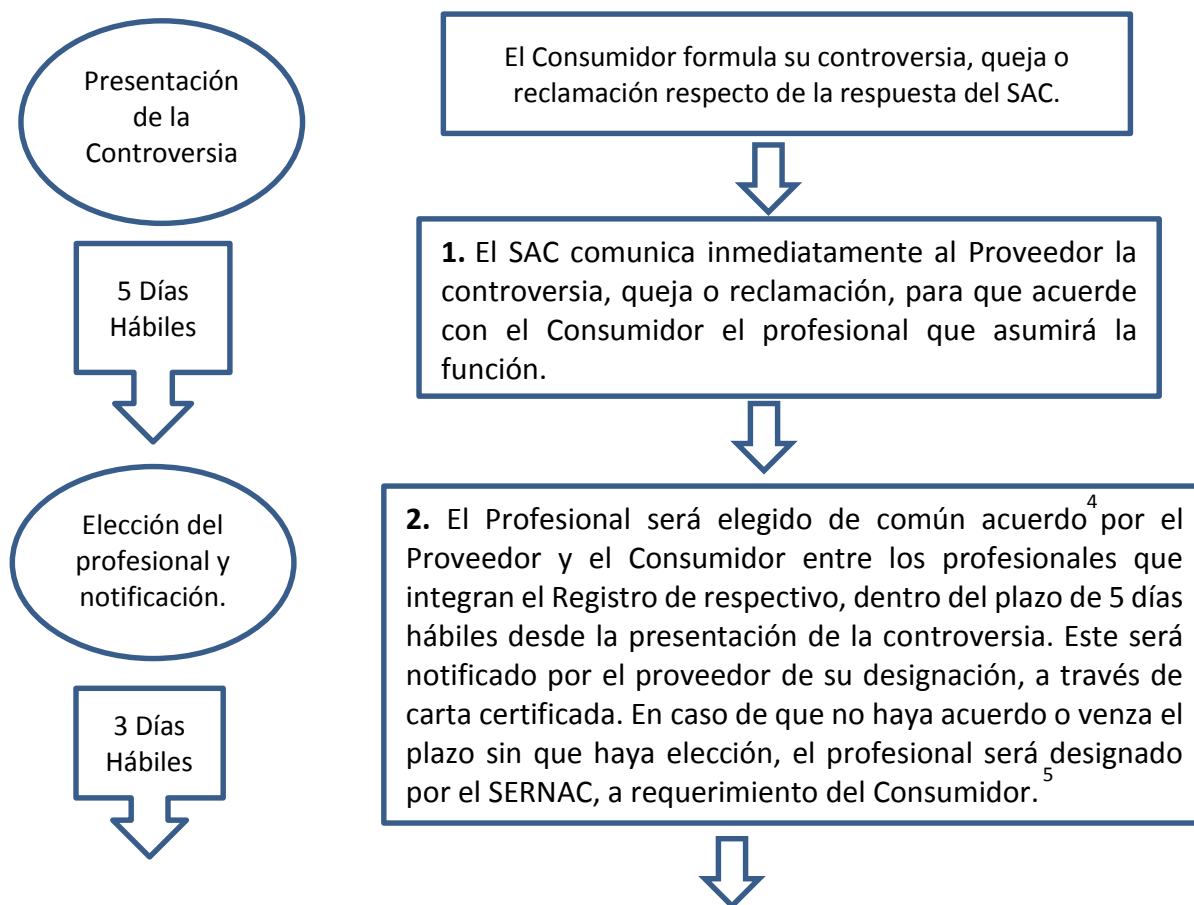 Presentación
de la
Controversia
El Consumidor formula su controversia, queja o
reclamación respecto de la respuesta del SAC.
5 Días
Hábiles
1. El SAC comunica inmediatamente al Proveedor la
controversia, queja o reclamación, para que acuerde
con el Consumidor el profesional que asumirá la
función.
Elección del
profesional y
notificación.
2. El Profesional será elegido de común acuerdo4 por el
Proveedor y el Consumidor entre los profesionales que
integran el Registro de respectivo, dentro del plazo de 5 días
hábiles desde la presentación de la controversia. Este será
notificado por el proveedor de su designación, a través de
carta certificada. En caso de que no haya acuerdo o venza el
plazo sin que haya elección, el profesional será designado
por el SERNAC, a requerimiento del Consumidor.5
3 Días
Hábiles